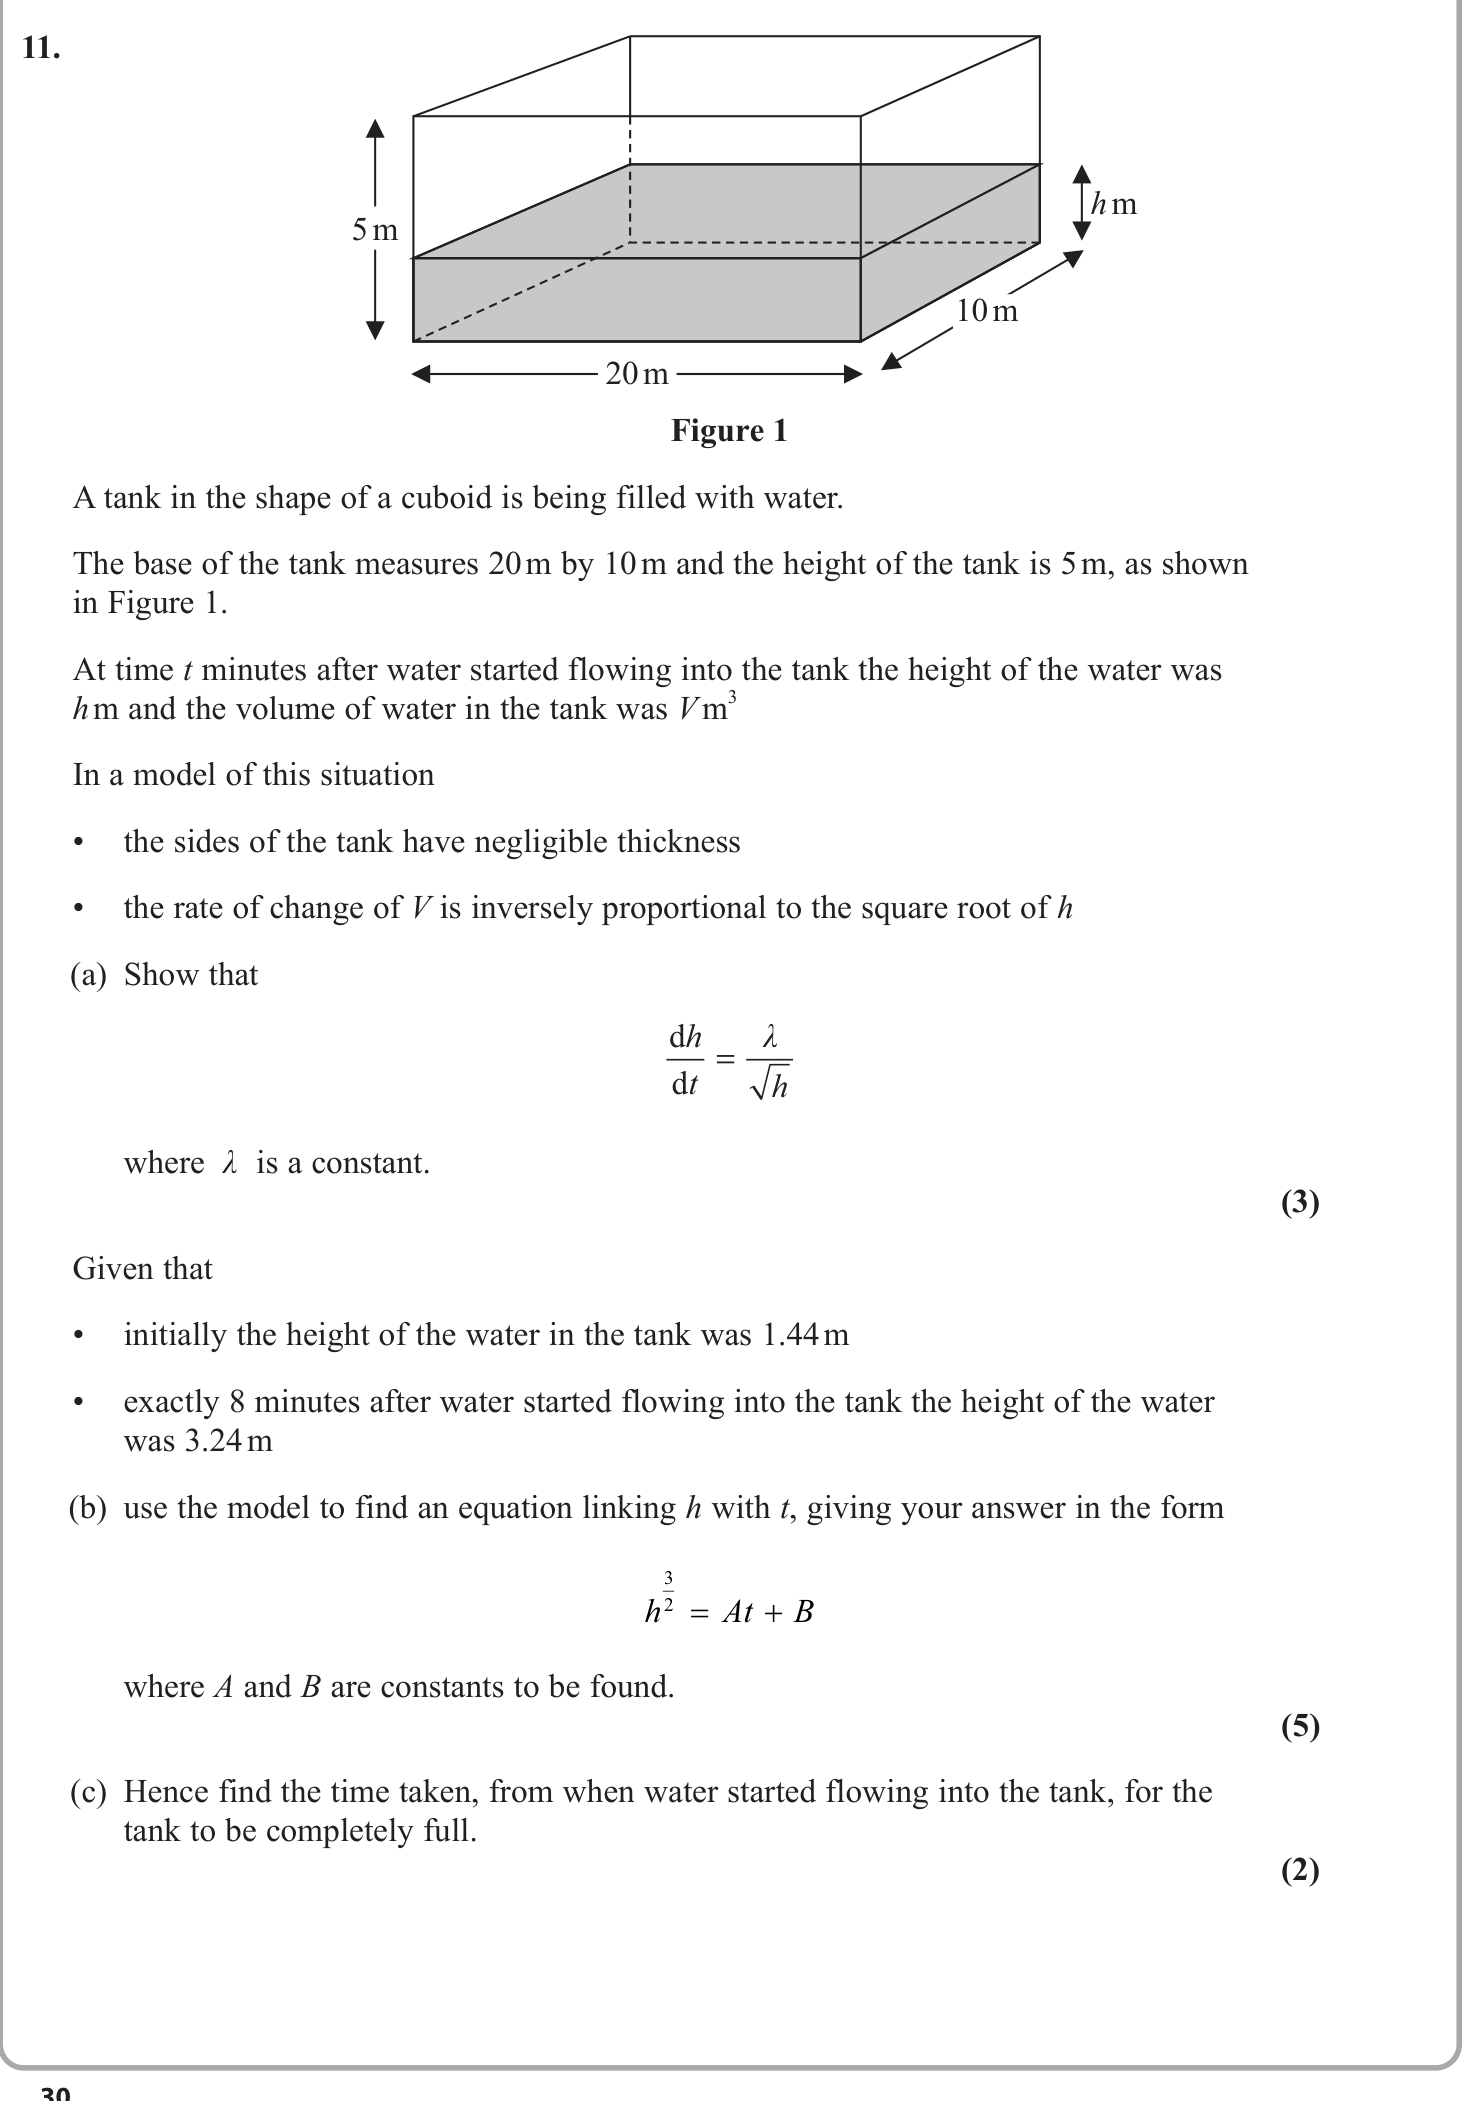 11.
5 m
h m
10 m
20 m
Figure 1
A tank in the shape of a cuboid is being filled with water.
The base of the tank measures 20 m by 10 m and the height of the tank is 5 m, as shown
in Figure 1.
At time t minutes after water started flowing into the tank the height of the water was
h m and the volume of water in the tank was V m³
In a model of this situation
• the sides of the tank have negligible thickness
• the rate of change of V is inversely proportional to the square root of h
(a) Show that
dh/dt = λ/√h
where λ is a constant.
(3)
Given that
• initially the height of the water in the tank was 1.44 m
• exactly 8 minutes after water started flowing into the tank the height of the water
was 3.24 m
(b) use the model to find an equation linking h with t, giving your answer in the form
h^(3/2) = At + B
where A and B are constants to be found.
(5)
(c) Hence find the time taken, from when water started flowing into the tank, for the
tank to be completely full.
(2)
30